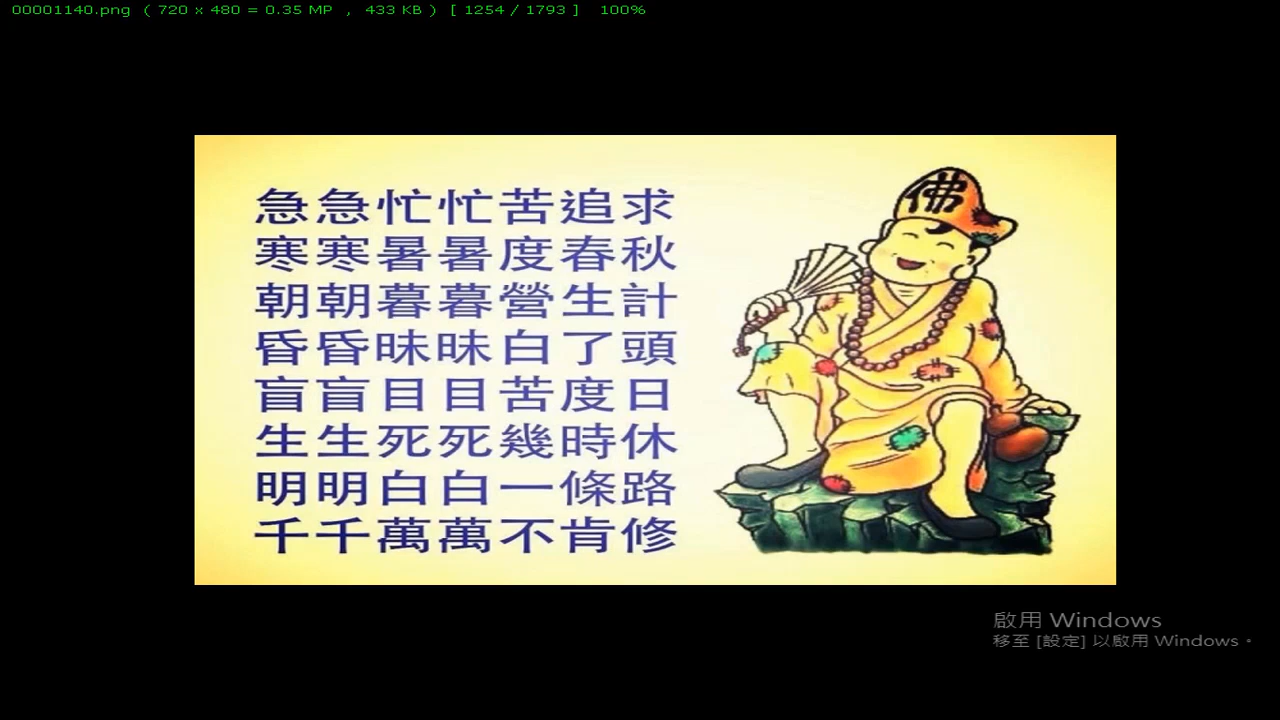 00001140.png ( 720 x 480 = 0.35 MP , 433 KB ) [ 1254 / 1793 ] 100%
急急忙忙苦追求
寒寒暑暑度春秋
朝朝暮暮營生計
昏昏昧昧白了頭
盲盲目目苦度日
生生死死幾時休
明明白白一條路
千千萬萬不肯修
佛
啟用 Windows
移至 [設定] 以啟用 Windows。